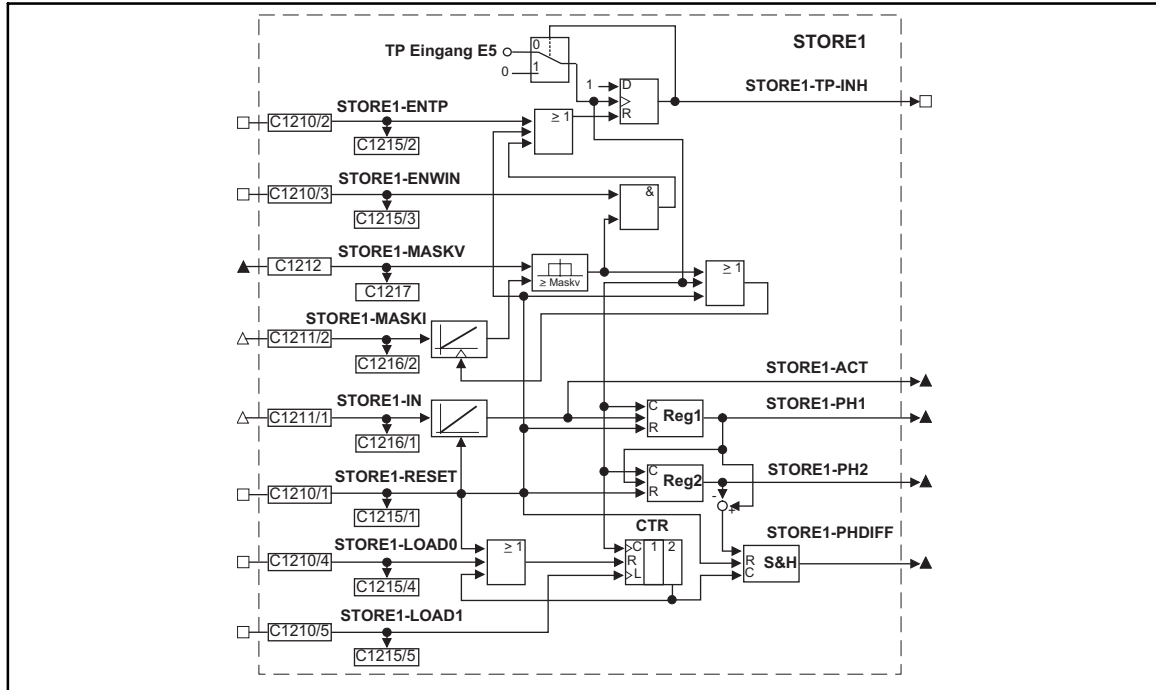 STORE1
TP Eingang E5
0
1
0
1
D
R
STORE1-TP-INH
STORE1-ENTP
C1210/2
C1215/2
≥ 1
STORE1-ENWIN
C1210/3
C1215/3
&
STORE1-MASKV
C1212
C1217
≥ Maskv
≥ 1
STORE1-MASKI
C1211/2
C1216/2
STORE1-ACT
STORE1-IN
C1211/1
C1216/1
C
R
Reg1
STORE1-PH1
STORE1-RESET
C1210/1
C1215/1
C
R
Reg2
STORE1-PH2
-
+
STORE1-LOAD0
C1210/4
C1215/4
≥ 1
CTR
C 1 2
R
L
STORE1-PHDIFF
R
C
S&H
STORE1-LOAD1
C1210/5
C1215/5